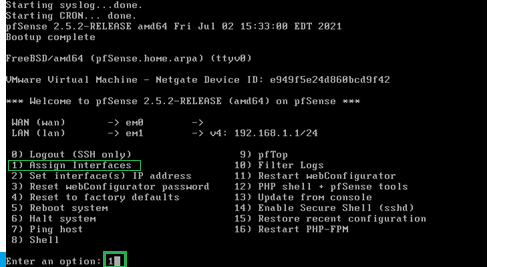 Starting syslog...done.
Starting CRON... done.
pfSense 2.5.2-RELEASE amd64 Fri Jul 02 15:33:00 EDT 2021
Bootup complete
FreeBSD/amd64 (pfSense.home.arpa) (ttyv0)
VMware Virtual Machine - Netgate Device ID: e949f5e24d860bcd9f42
*** Welcome to pfSense 2.5.2-RELEASE (amd64) on pfSense ***
WAN (wan) -> em0 ->
LAN (lan) -> em1 -> v4: 192.168.1.1/24
0) Logout (SSH only) 9) pfTop
1) Assign Interfaces 10) Filter Logs
2) Set interface(s) IP address 11) Restart webConfigurator
3) Reset webConfigurator password 12) PHP shell + pfSense tools
4) Reset to factory defaults 13) Update from console
5) Reboot system 14) Enable Secure Shell (sshd)
6) Halt system 15) Restore recent configuration
7) Ping host 16) Restart PHP-FPM
8) Shell
Enter an option: 1